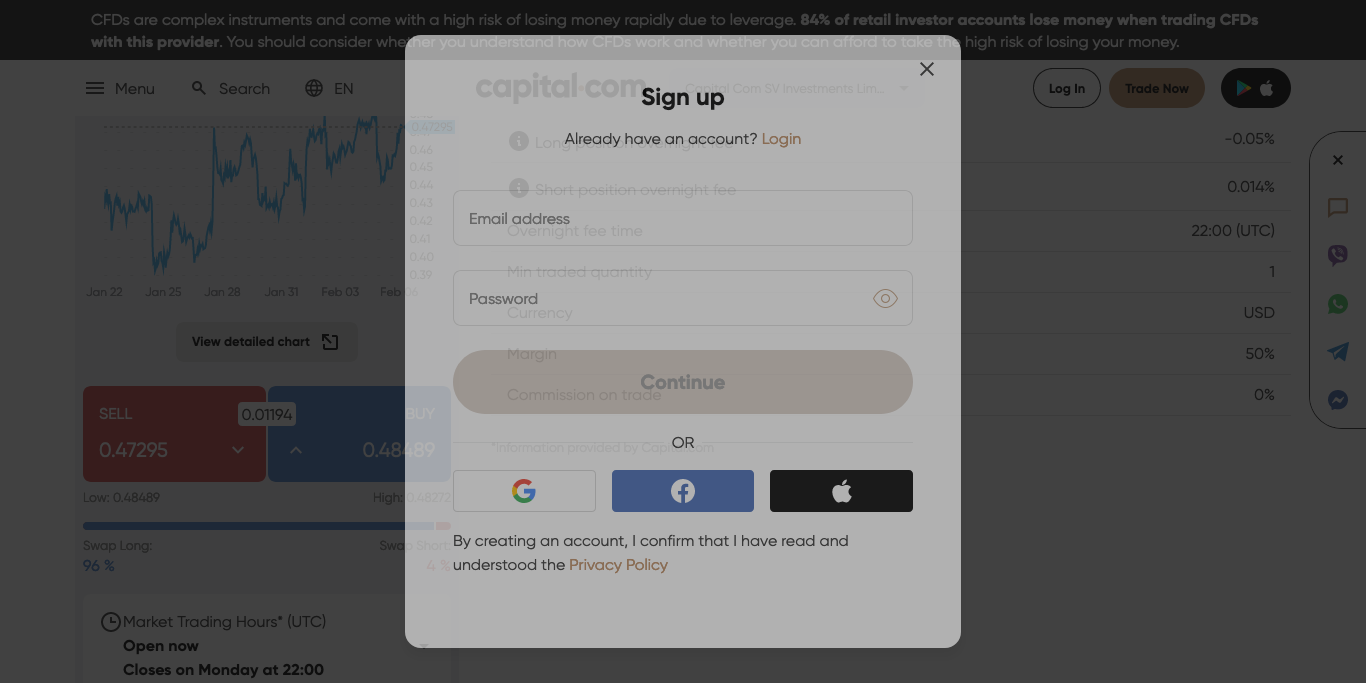 CFDs are complex instruments and come with a high risk of losing money rapidly due to leverage. 84% of retail investor accounts lose money when trading CFDs
with this provider. You should consider whether you understand how CFDs work and whether you can afford to take the high risk of losing your money.
Menu
Search
EN
capital.com
Capital Com SV Investments Lim...
Log In
Trade Now
Sign up
Already have an account? Login
Email address
Password
Continue
OR
By creating an account, I confirm that I have read and
understood the Privacy Policy
0.47295
0.46
0.45
0.44
0.43
0.42
0.41
0.40
0.39
Jan 22
Jan 25
Jan 28
Jan 31
Feb 03
Feb 06
View detailed chart
SELL
0.47295
0.01194
BUY
0.48489
Low: 0.48489
High: 0.48272
Swap Long:
Swap Short:
96 %
4 %
Market Trading Hours* (UTC)
Open now
Closes on Monday at 22:00
Long position overnight fee
-0.05%
Short position overnight fee
0.014%
Overnight fee time
22:00 (UTC)
Min traded quantity
1
Currency
USD
Margin
50%
Commission on trade
0%
*Information provided by Capital.com